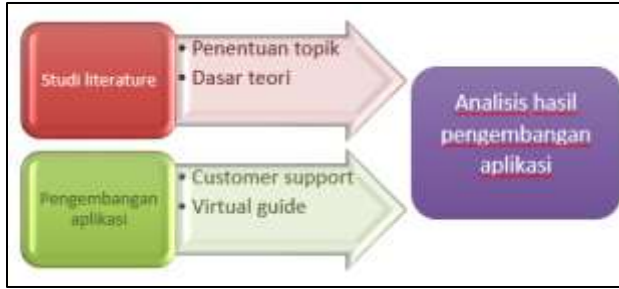 Studi literature
• Penentuan topik
• Dasar teori
Pengembangan
aplikasi
• Customer support
• Virtual guide
Analisis hasil
pengembangan
aplikasi